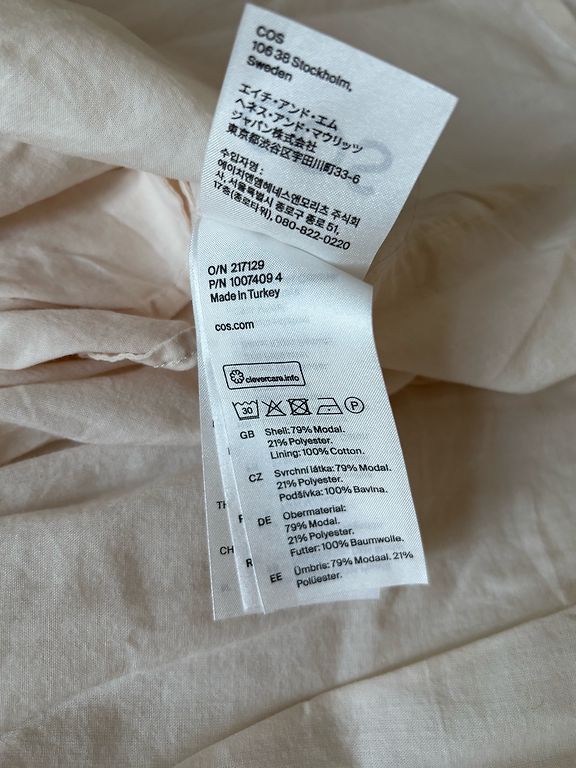 COS
106 38 Stockholm,
Sweden
エイチ・アンド・エム
ヘネス・アンド・マウリッツ
ジャパン株式会社
東京都渋谷区宇田川町33-6
수입자명 :
에이치엔엠헤네스앤모리츠 주식회
사, 서울특별시 종로구 종로 51,
17층(종로타워), 080-822-0220
O/N 217129
P/N 1007409 4
Made In Turkey
cos.com
clevercare.info
30
P
GB Shell: 79% Modal.
21% Polyester.
Lining: 100% Cotton.
CZ Svrchní látka: 79% Modal.
21% Polyester.
Podšívka: 100% Bavlna.
DE Obermaterial:
79% Modal.
21% Polyester.
Futter: 100% Baumwolle.
EE Ümbris: 79% Modaal. 21%
Polüester.
TH
CH